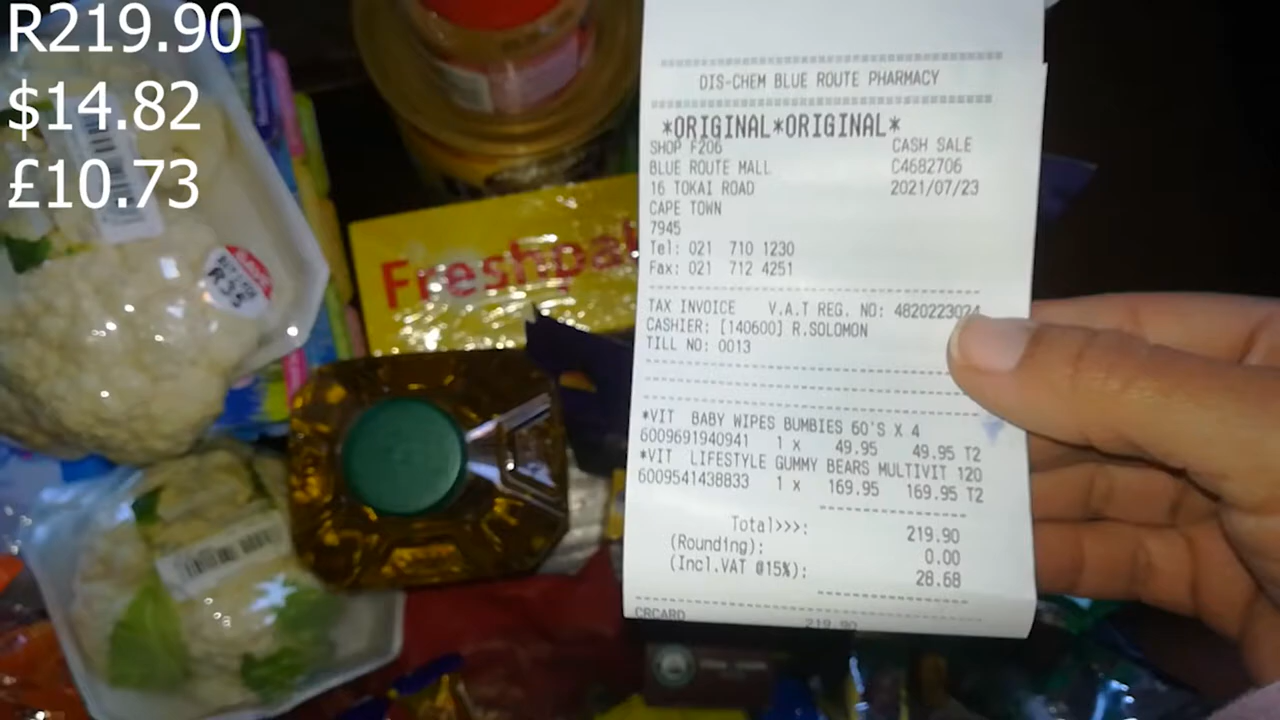 R219.90
$14.82
£10.73
DIS-CHEM BLUE ROUTE PHARMACY
*ORIGINAL*ORIGINAL*
SHOP F206 CASH SALE
BLUE ROUTE MALL C4682706
16 TOKAI ROAD 2021/07/23
CAPE TOWN
7945
Tel: 021 710 1230
Fax: 021 712 4251
TAX INVOICE V.A.T REG. NO: 4820223024
CASHIER: [140600] R.SOLOMON
TILL NO: 0013
*VIT BABY WIPES BUMBIES 60'S X 4
6009691940941 1 x 49.95 49.95 T2
*VIT LIFESTYLE GUMMY BEARS MULTIVIT 120
6009541438833 1 x 169.95 169.95 T2
Total>>>: 219.90
(Rounding): 0.00
(Incl.VAT @15%): 28.68
CRCARD 219.90
Freshpa
R35